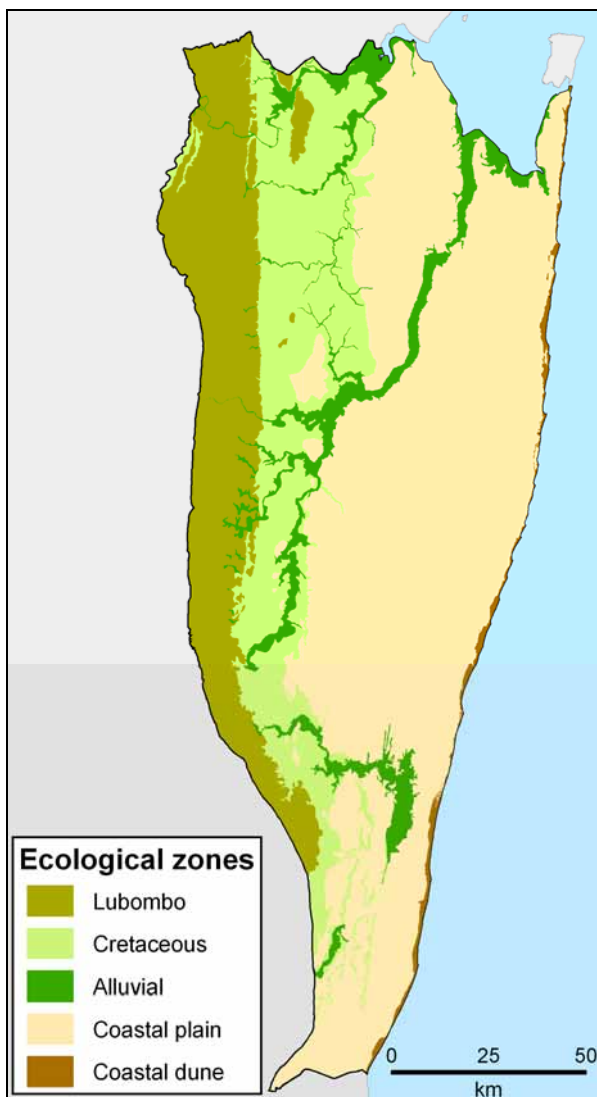 Ecological zones
Lubombo
Cretaceous
Alluvial
Coastal plain
Coastal dune
0 25 50
km